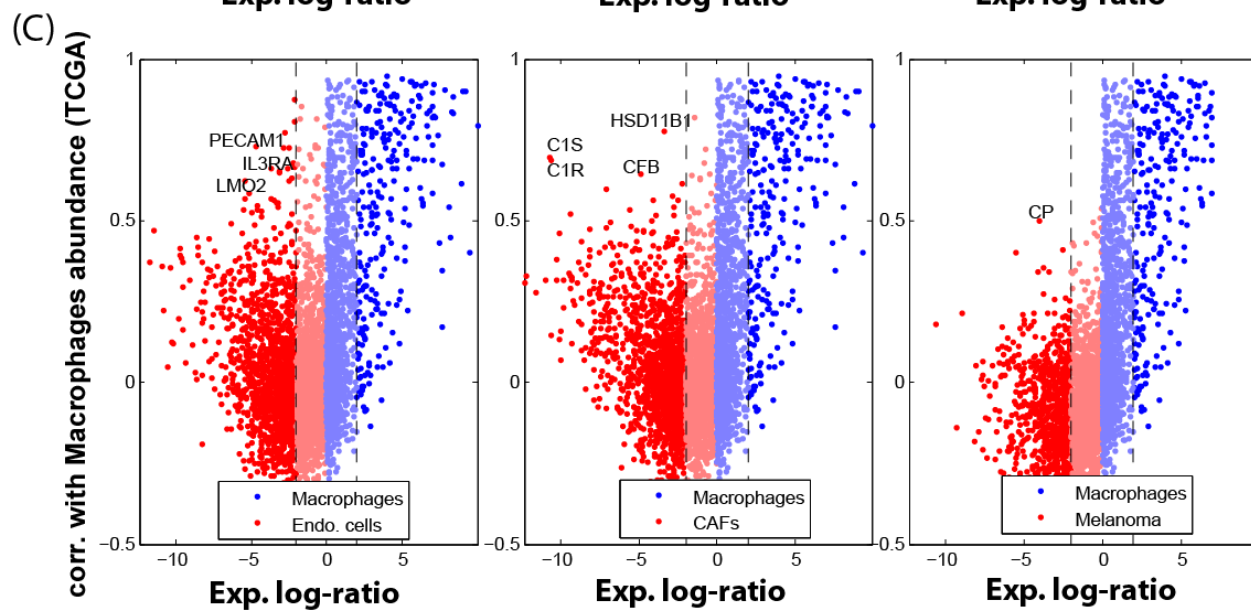 Exp. log-ratio Exp. log-ratio Exp. log-ratio
(C)
corr. with Macrophages abundance (TCGA)
1 1 1
0.5 0.5 0.5
0 0 0
−0.5 −0.5 −0.5
PECAM1
IL3RA
LMO2
Macrophages
Endo. cells
−10 −5 0 5
Exp. log-ratio
HSD11B1
C1S
C1R
CFB
Macrophages
CAFs
−10 −5 0 5
Exp. log-ratio
CP
Macrophages
Melanoma
−10 −5 0 5
Exp. log-ratio